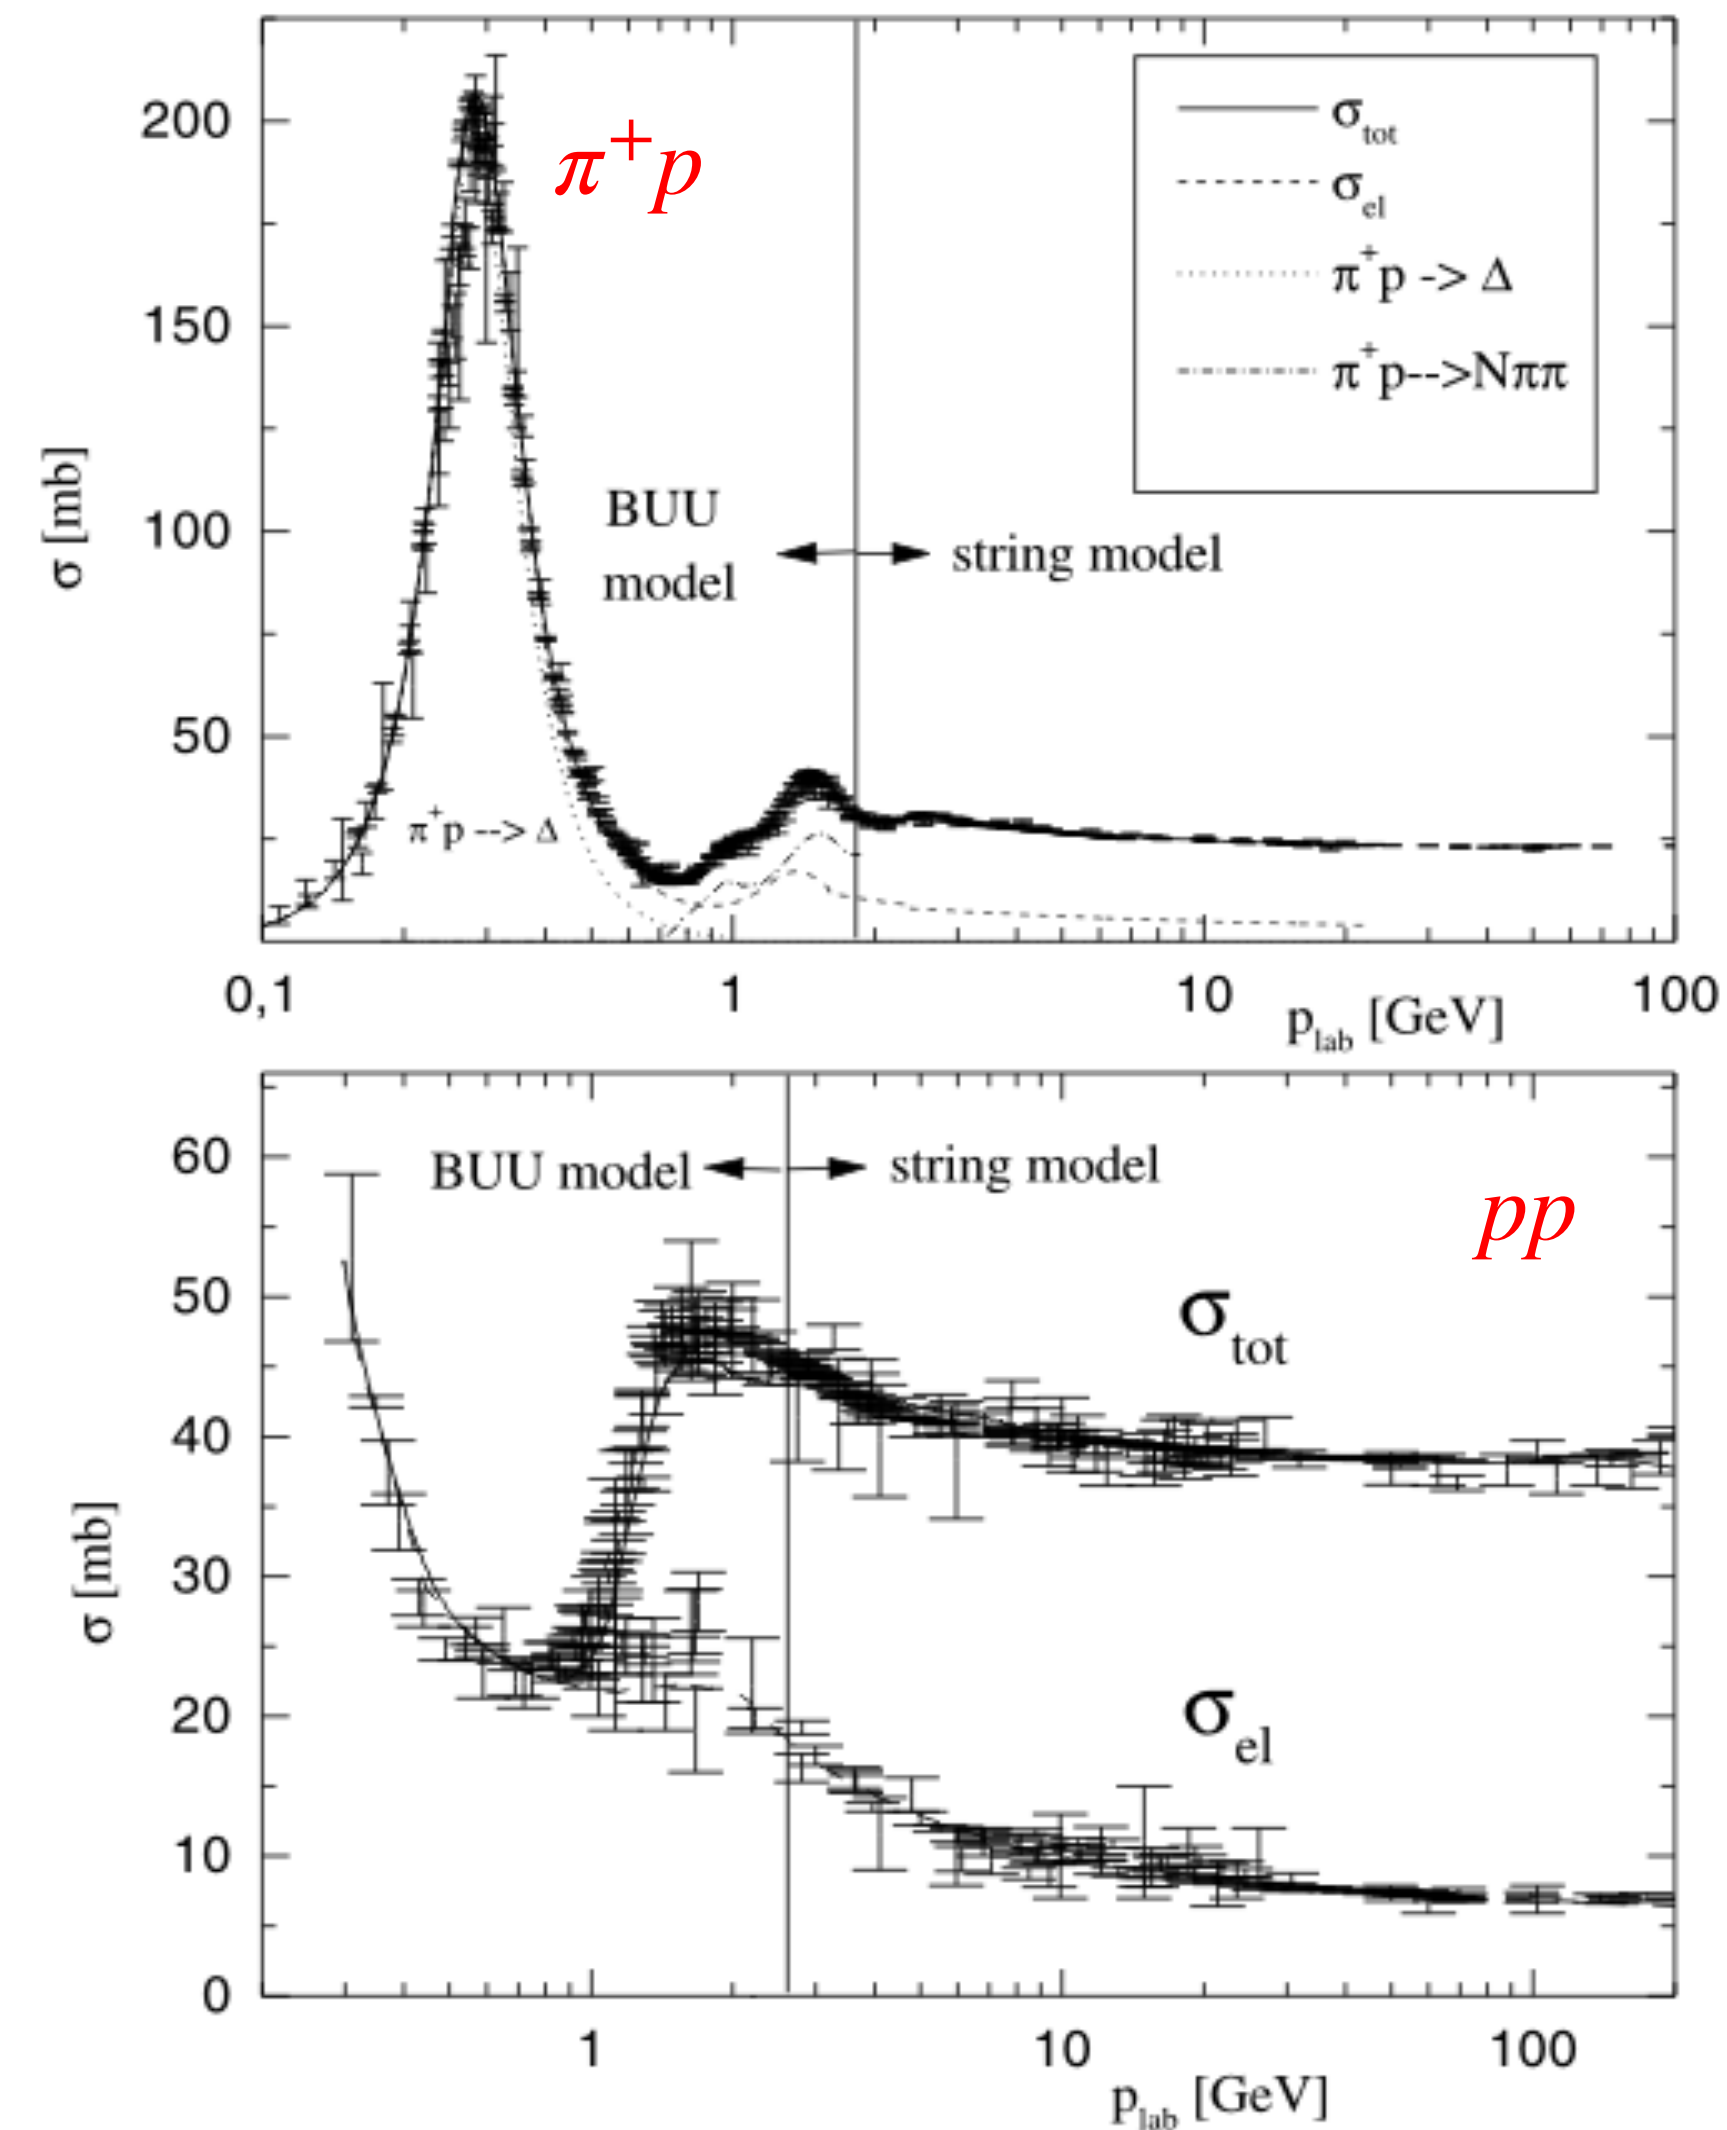 200
150
100
50
σ [mb]
π⁺p
σ_tot
σ_el
π⁺p -> Δ
π⁺p-->Nππ
BUU
model
string model
π⁺p --> Δ
0,1
1
10
100
p_lab [GeV]
60
50
40
30
20
10
0
σ [mb]
BUU model
string model
pp
σ_tot
σ_el
1
10
100
p_lab [GeV]